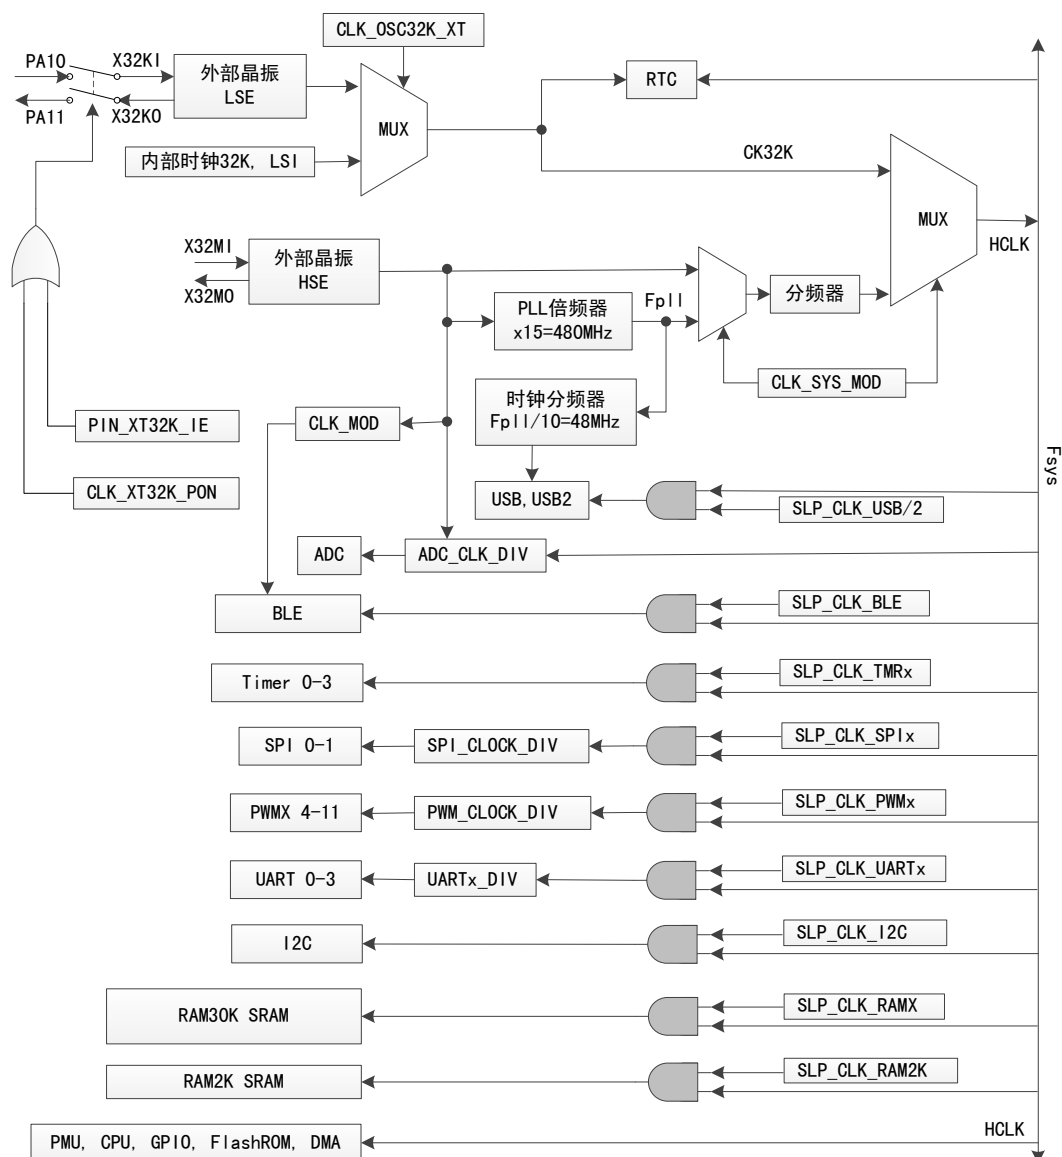 CLK_OSC32K_XT
PA10
X32KI
外部晶振
LSE
PA11
X32KO
MUX
RTC
内部时钟32K, LSI
CK32K
MUX
HCLK
X32MI
外部晶振
HSE
X32MO
PLL倍频器
x15=480MHz
Fpll
分频器
CLK_SYS_MOD
时钟分频器
Fpll/10=48MHz
PIN_XT32K_IE
CLK_MOD
CLK_XT32K_PON
Fsys
USB,USB2
SLP_CLK_USB/2
ADC
ADC_CLK_DIV
BLE
SLP_CLK_BLE
Timer 0-3
SLP_CLK_TMRx
SPI 0-1
SPI_CLOCK_DIV
SLP_CLK_SPIx
PWMX 4-11
PWM_CLOCK_DIV
SLP_CLK_PWMx
UART 0-3
UARTx_DIV
SLP_CLK_UARTx
I2C
SLP_CLK_I2C
RAM30K SRAM
SLP_CLK_RAMX
RAM2K SRAM
SLP_CLK_RAM2K
PMU, CPU, GPIO, FlashROM, DMA
HCLK